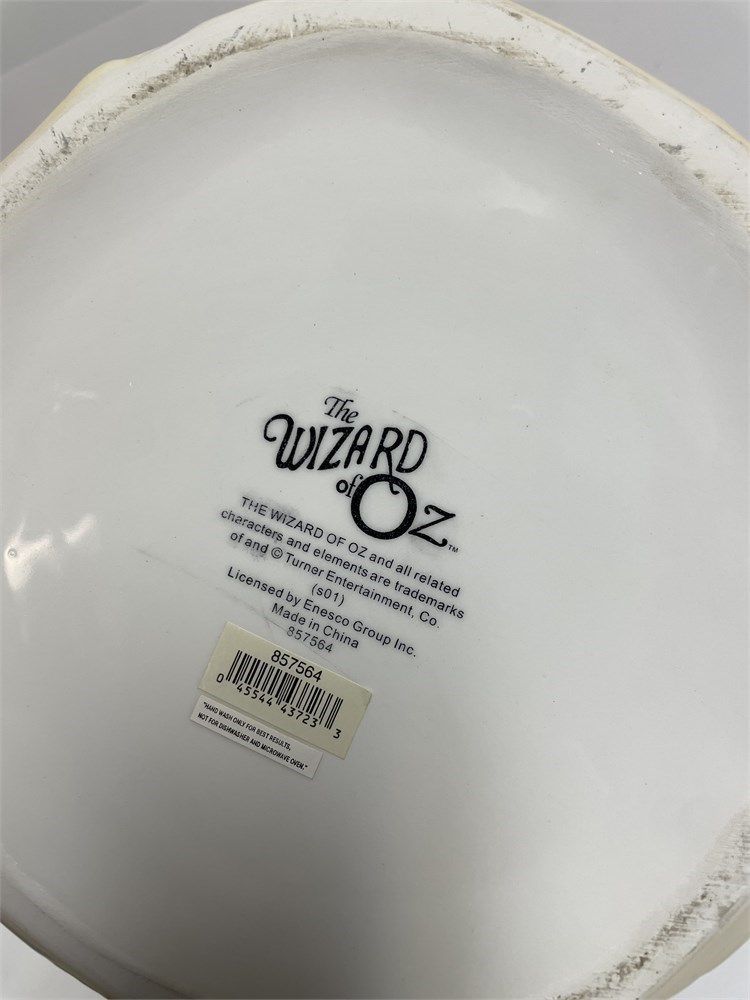 The
WIZARD
of OZ™
THE WIZARD OF OZ and all related
characters and elements are trademarks
of and © Turner Entertainment, Co.
(s01)
Licensed by Enesco Group Inc.
Made in China
857564
857564
0 45544 43723 3
"HAND WASH ONLY FOR BEST RESULTS,
NOT FOR DISHWASHER AND MICROWAVE OVEN."